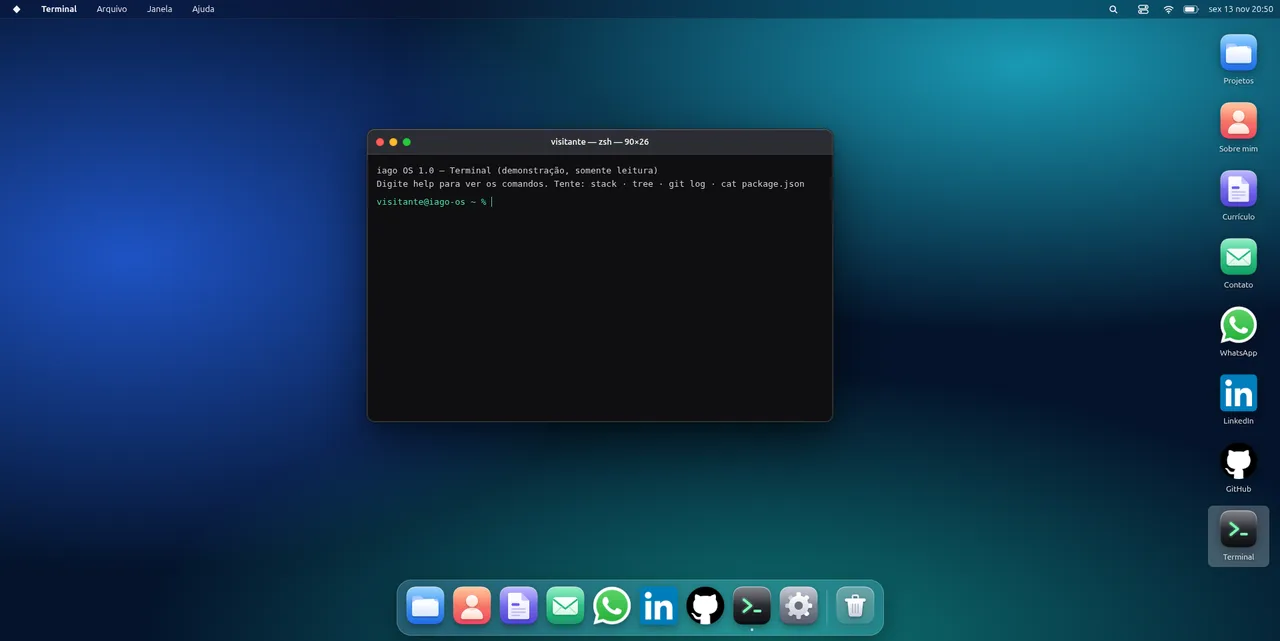 Terminal Arquivo Janela Ajuda sex 13 nov 20:50
Projetos
Sobre mim
Currículo
Contato
WhatsApp
LinkedIn
GitHub
Terminal
visitante — zsh — 90×26
iago OS 1.0 — Terminal (demonstração, somente leitura)
Digite help para ver os comandos. Tente: stack · tree · git log · cat package.json
visitante@iago-os ~ %